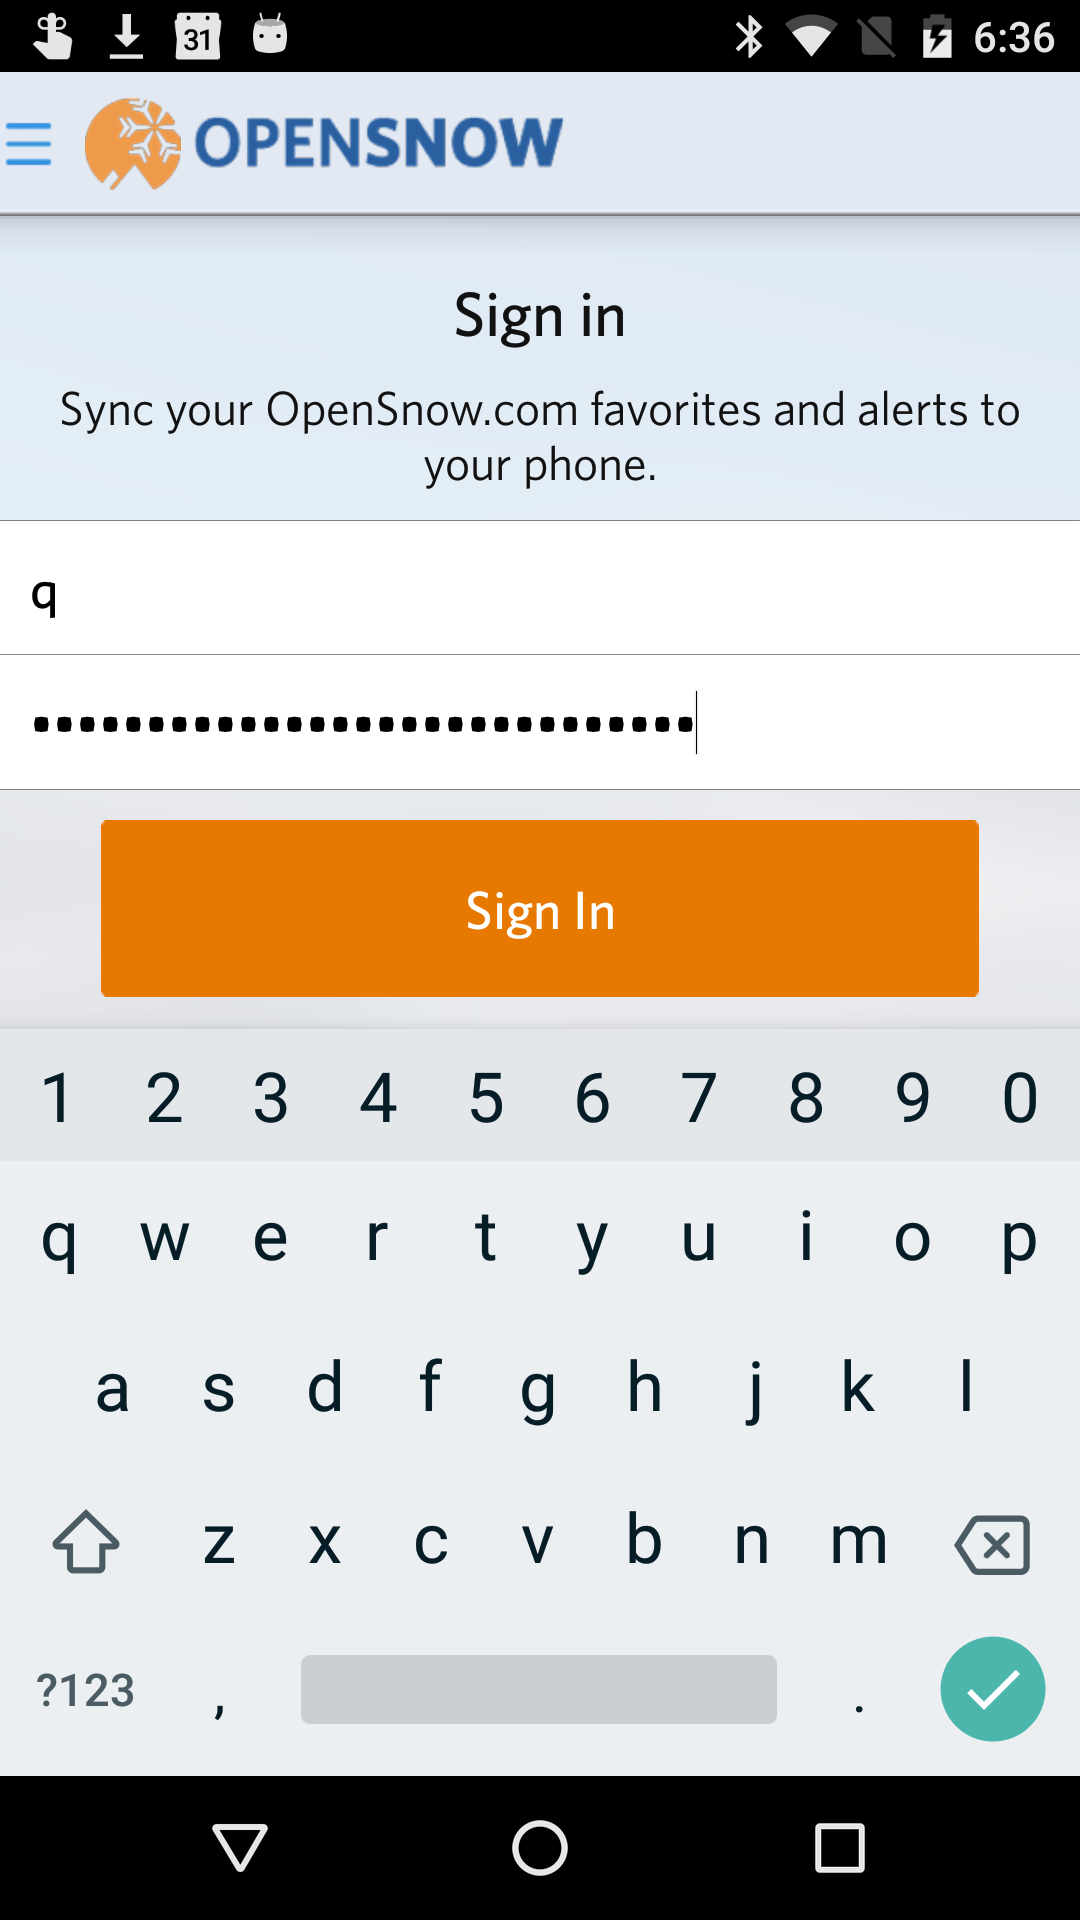 31 6:36
OPENSNOW
Sign in
Sync your OpenSnow.com favorites and alerts to
your phone.
q
•••••••••••••••••••••••••••••
Sign In
1 2 3 4 5 6 7 8 9 0
q w e r t y u i o p
a s d f g h j k l
z x c v b n m
?123 , .